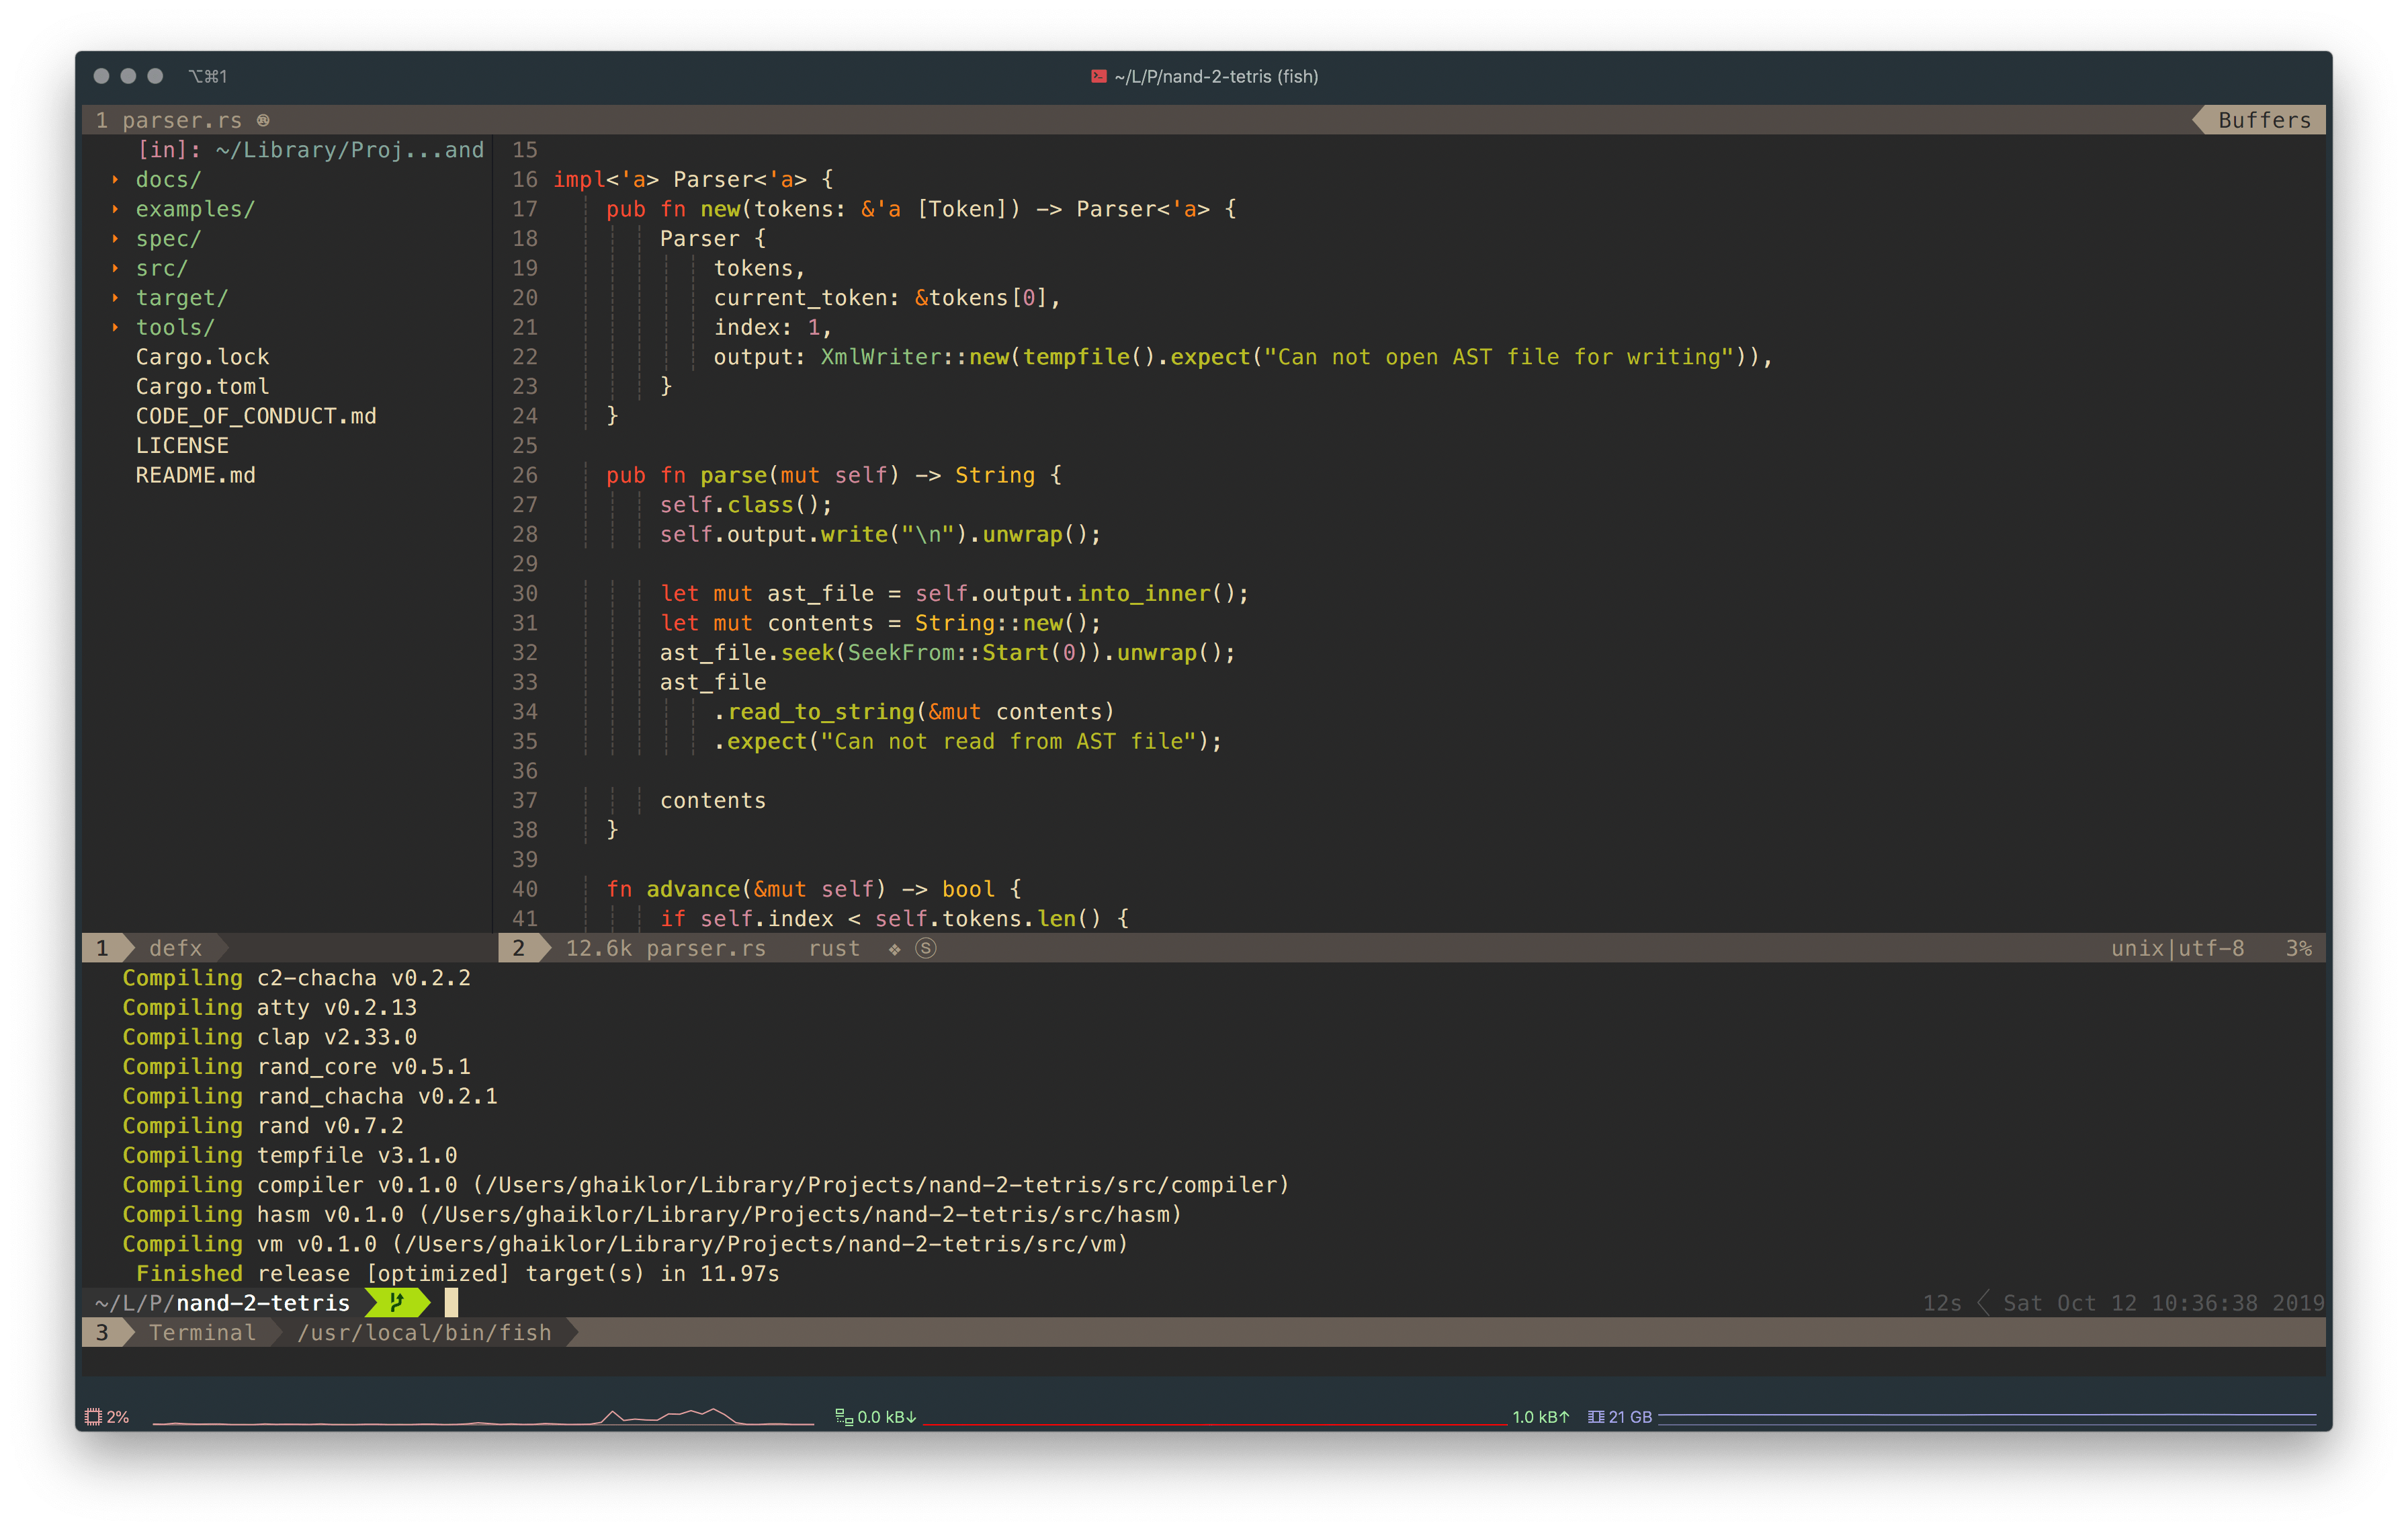 ⌥⌘1 ~/L/P/nand-2-tetris (fish)
1 parser.rs Buffers
[in]: ~/Library/Proj...and
docs/
examples/
spec/
src/
target/
tools/
Cargo.lock
Cargo.toml
CODE_OF_CONDUCT.md
LICENSE
README.md
15
16 impl<'a> Parser<'a> {
17     pub fn new(tokens: &'a [Token]) -> Parser<'a> {
18         Parser {
19             tokens,
20             current_token: &tokens[0],
21             index: 1,
22             output: XmlWriter::new(tempfile().expect("Can not open AST file for writing")),
23         }
24     }
25
26     pub fn parse(mut self) -> String {
27         self.class();
28         self.output.write("\n").unwrap();
29
30         let mut ast_file = self.output.into_inner();
31         let mut contents = String::new();
32         ast_file.seek(SeekFrom::Start(0)).unwrap();
33         ast_file
34             .read_to_string(&mut contents)
35             .expect("Can not read from AST file");
36
37         contents
38     }
39
40     fn advance(&mut self) -> bool {
41         if self.index < self.tokens.len() {
1 defx
2 12.6k parser.rs rust ❖ Ⓢ unix|utf-8 3%
Compiling c2-chacha v0.2.2
Compiling atty v0.2.13
Compiling clap v2.33.0
Compiling rand_core v0.5.1
Compiling rand_chacha v0.2.1
Compiling rand v0.7.2
Compiling tempfile v3.1.0
Compiling compiler v0.1.0 (/Users/ghaiklor/Library/Projects/nand-2-tetris/src/compiler)
Compiling hasm v0.1.0 (/Users/ghaiklor/Library/Projects/nand-2-tetris/src/hasm)
Compiling vm v0.1.0 (/Users/ghaiklor/Library/Projects/nand-2-tetris/src/vm)
Finished release [optimized] target(s) in 11.97s
~/L/P/nand-2-tetris 12s Sat Oct 12 10:36:38 2019
3 Terminal /usr/local/bin/fish
2% 0.0 kB↓ 1.0 kB↑ 21 GB